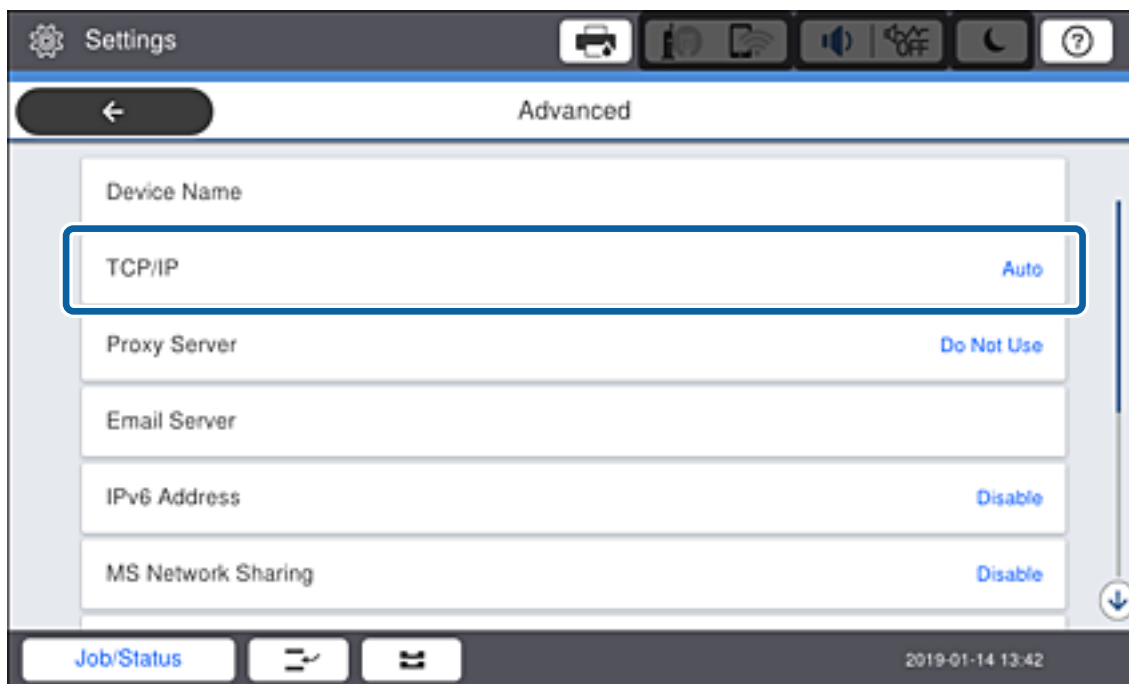 Settings
OFF
?
Advanced
Device Name
TCP/IP Auto
Proxy Server Do Not Use
Email Server
IPv6 Address Disable
MS Network Sharing Disable
Job/Status 2019-01-14 13:42